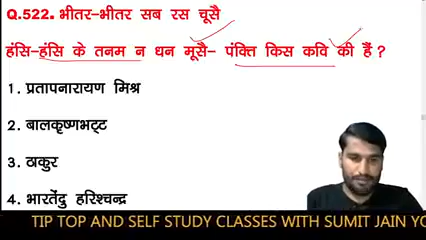 Q.522. भीतर-भीतर सब रस चूसै
हंसि-हंसि के तनम न धन मूसै- पंक्ति किस कवि की हैं ?
1. प्रतापनारायण मिश्र
2. बालकृष्णभट्ट
3. ठाकुर
4. भारतेंदु हरिश्चन्द्र
TIP TOP AND SELF STUDY CLASSES WITH SUMIT JAIN YO